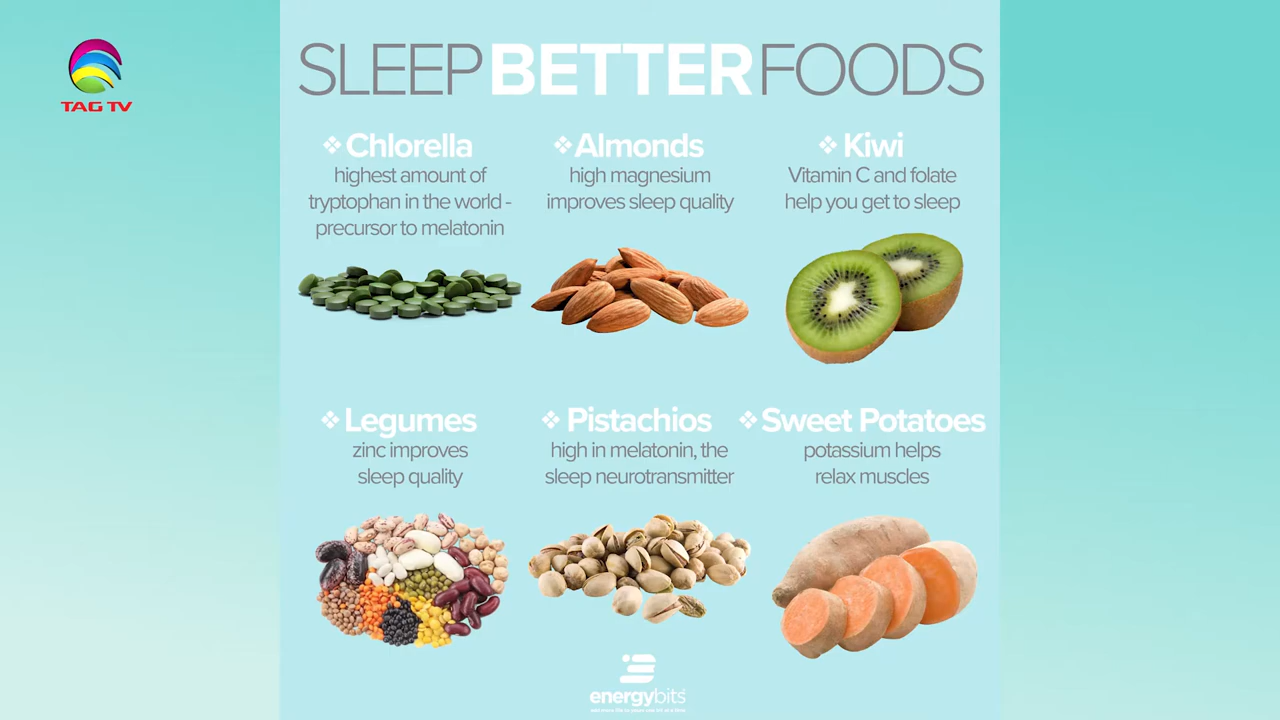 TAG TV
SLEEP BETTER FOODS
❖ Chlorella
highest amount of
tryptophan in the world -
precursor to melatonin
❖ Almonds
high magnesium
improves sleep quality
❖ Kiwi
Vitamin C and folate
help you get to sleep
❖ Legumes
zinc improves
sleep quality
❖ Pistachios
high in melatonin, the
sleep neurotransmitter
❖ Sweet Potatoes
potassium helps
relax muscles
energybits